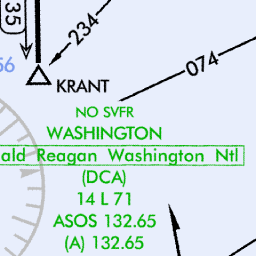 35
234
074
56
KRANT
NO SVFR
WASHINGTON
ald Reagan Washington Ntl
(DCA)
14 L 71
ASOS 132.65
(A) 132.65